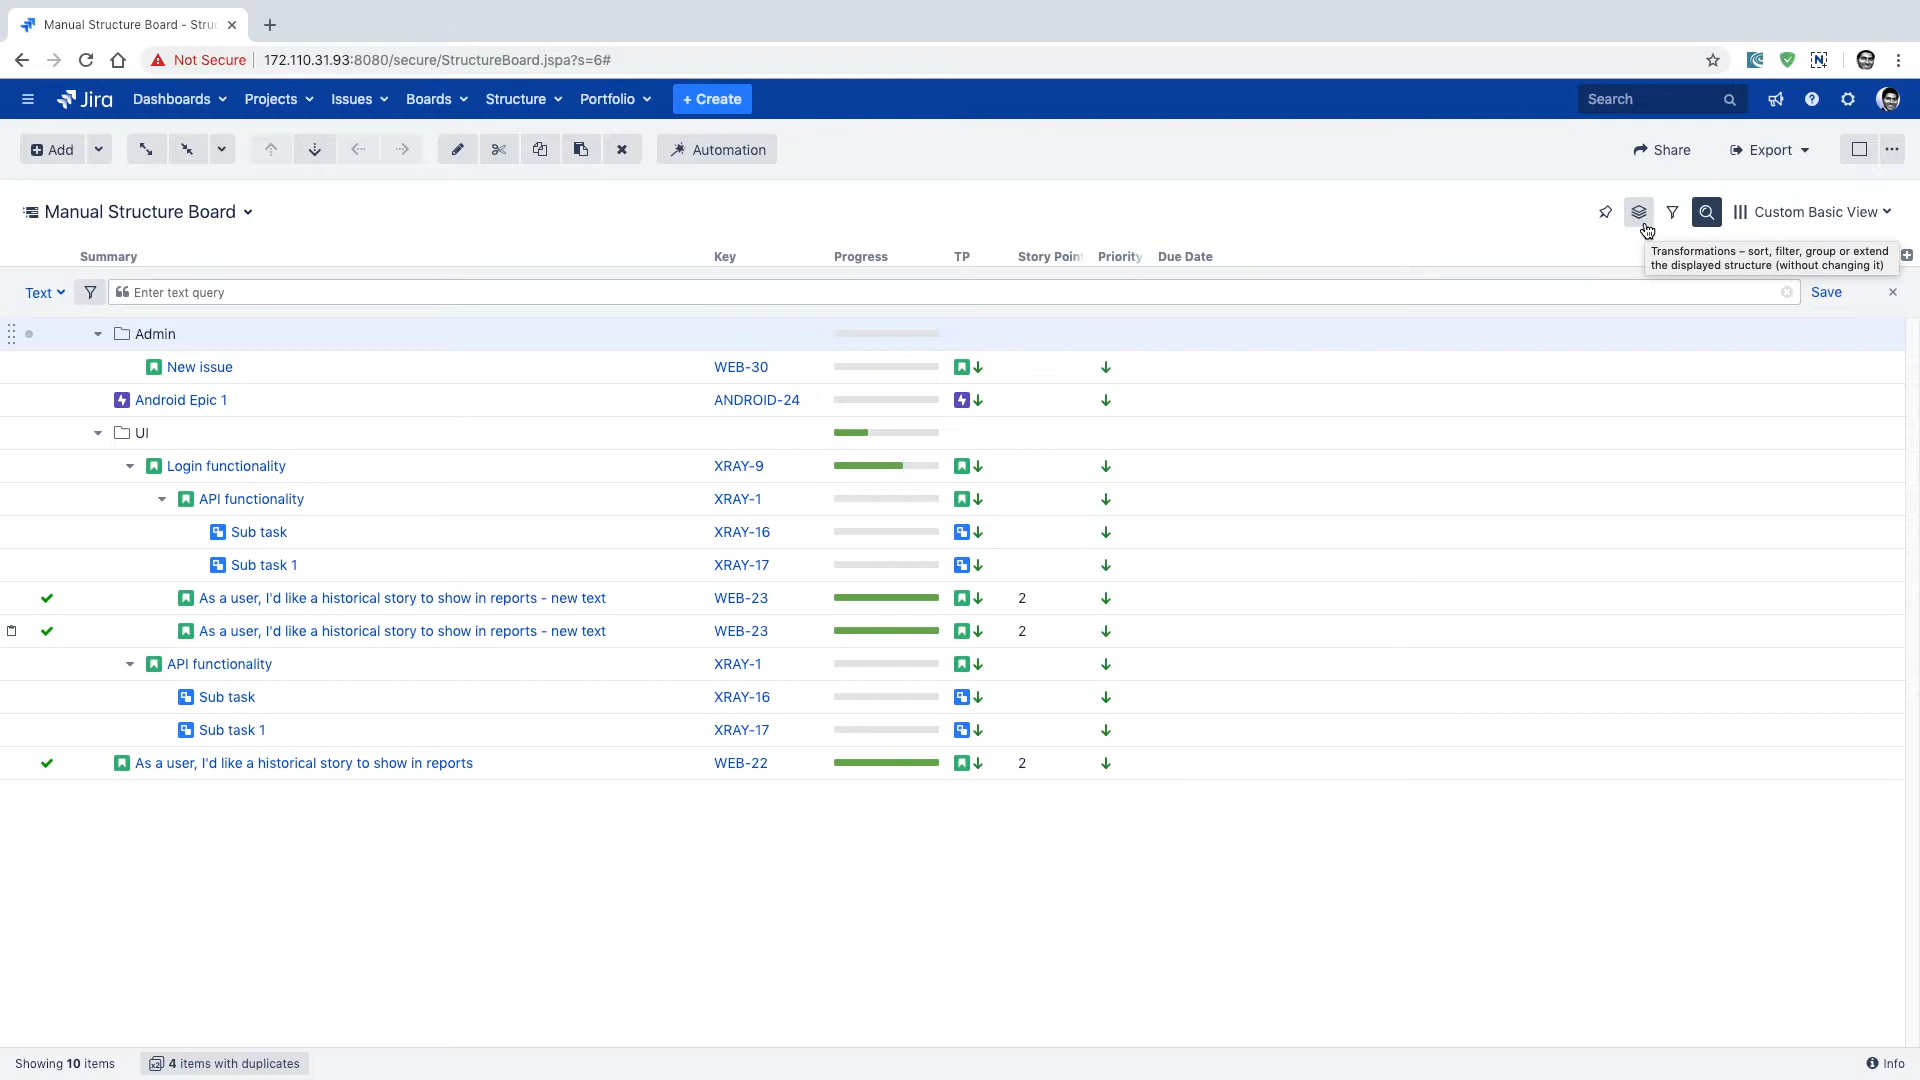 Manual Structure Board - Struc
Not Secure
172.110.31.93:8080/secure/StructureBoard.jspa?s=6#
Jira
Dashboards
Projects
Issues
Boards
Structure
Portfolio
+ Create
Search
Add
Automation
Share
Export
Manual Structure Board
Custom Basic View
Summary
Key
Progress
TP
Story Poin
Priority
Due Date
Transformations – sort, filter, group or extend
the displayed structure (without changing it)
Text
Enter text query
Save
Admin
New issue WEB-30
Android Epic 1 ANDROID-24
UI
Login functionality XRAY-9
API functionality XRAY-1
Sub task XRAY-16
Sub task 1 XRAY-17
As a user, I'd like a historical story to show in reports - new text WEB-23 2
As a user, I'd like a historical story to show in reports - new text WEB-23 2
API functionality XRAY-1
Sub task XRAY-16
Sub task 1 XRAY-17
As a user, I'd like a historical story to show in reports WEB-22 2
Showing 10 items
4 items with duplicates
Info